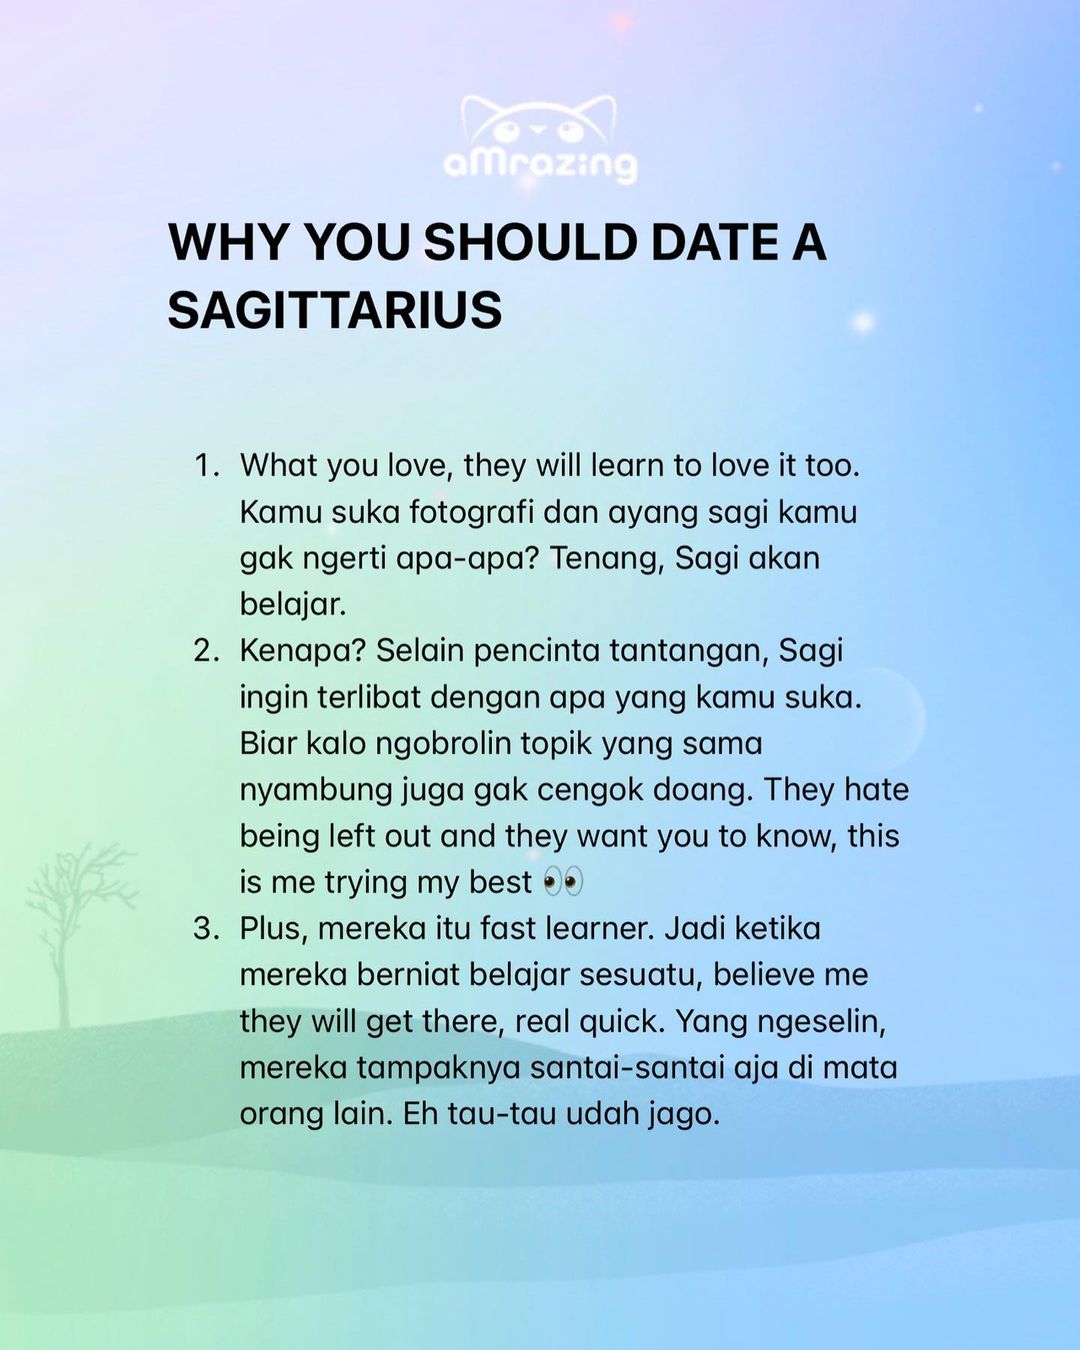 aMrazing
WHY YOU SHOULD DATE A
SAGITTARIUS
1. What you love, they will learn to love it too.
Kamu suka fotografi dan ayang sagi kamu
gak ngerti apa-apa? Tenang, Sagi akan
belajar.
2. Kenapa? Selain pencinta tantangan, Sagi
ingin terlibat dengan apa yang kamu suka.
Biar kalo ngobrolin topik yang sama
nyambung juga gak cengok doang. They hate
being left out and they want you to know, this
is me trying my best 👀
3. Plus, mereka itu fast learner. Jadi ketika
mereka berniat belajar sesuatu, believe me
they will get there, real quick. Yang ngeselin,
mereka tampaknya santai-santai aja di mata
orang lain. Eh tau-tau udah jago.